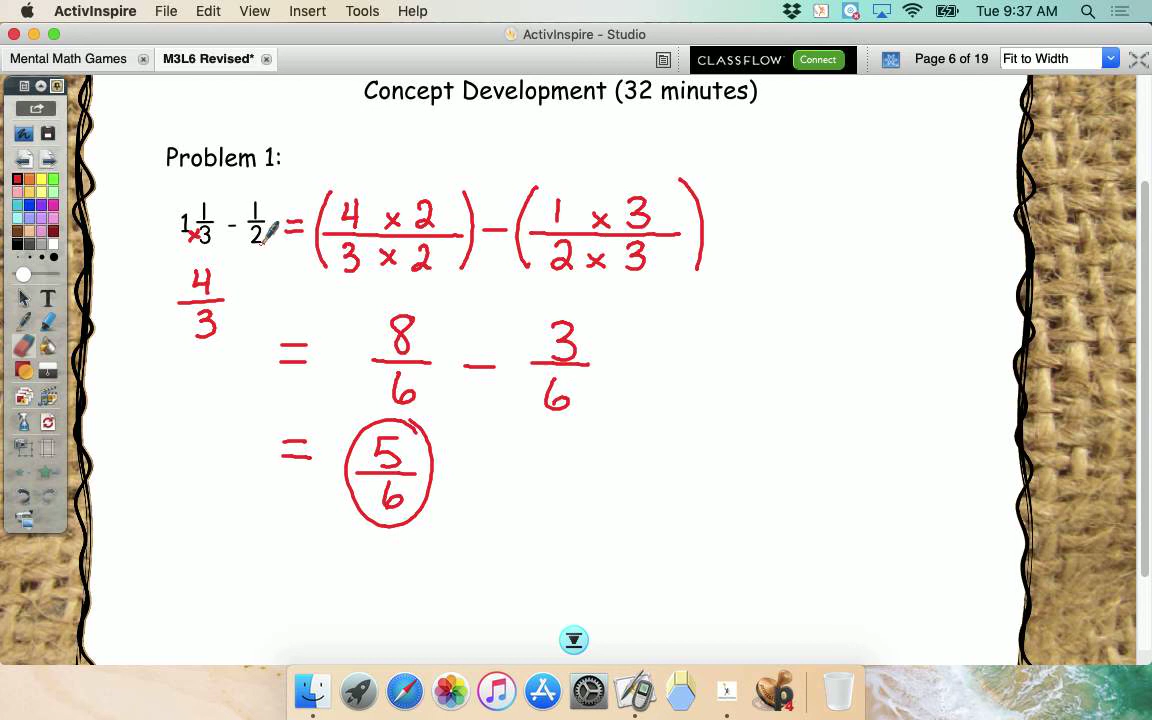 ActivInspire File Edit View Insert Tools Help Tue 9:37 AM
ActivInspire - Studio
Mental Math Games M3L6 Revised* CLASSFLOW Connect Page 6 of 19 Fit to Width
Concept Development (32 minutes)
Problem 1:
1 1/3 - 1/2 = (4 x 2 / 3 x 2) - (1 x 3 / 2 x 3)
x
4/3
= 8/6 - 3/6
= 5/6